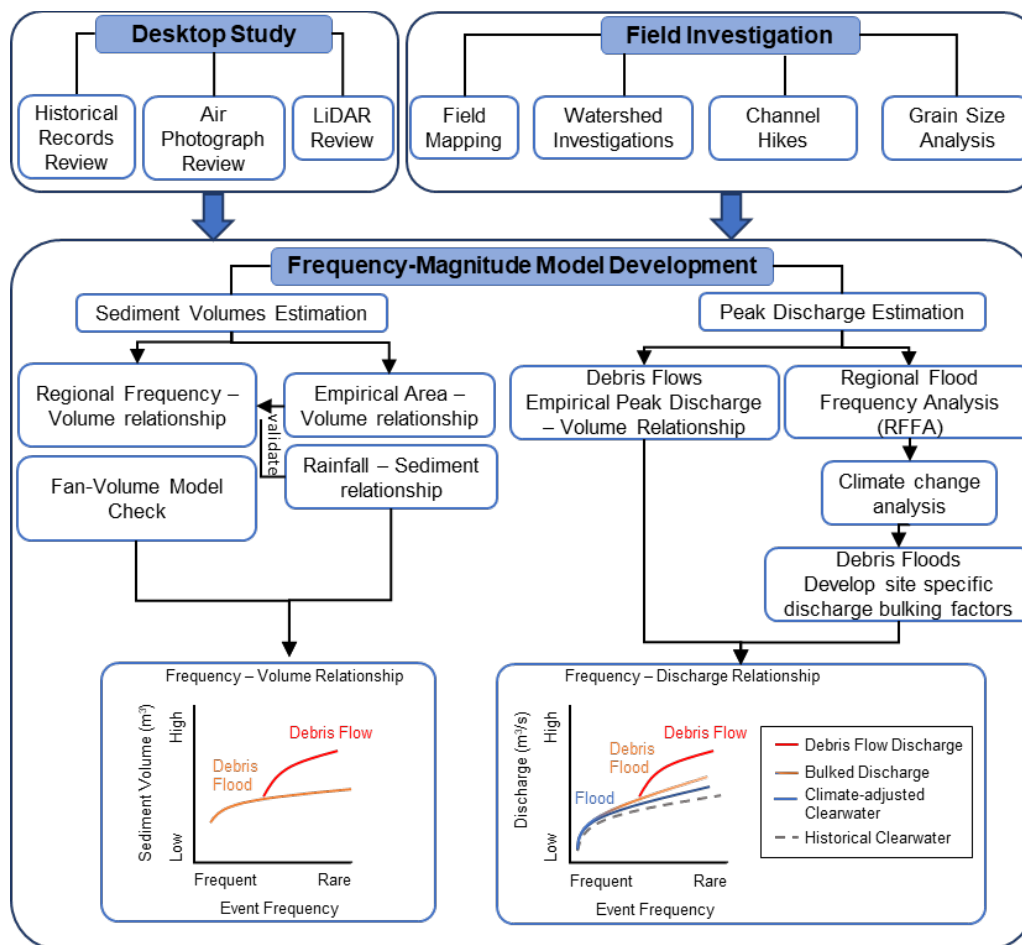 Desktop Study
Historical
Records
Review
Air
Photograph
Review
LiDAR
Review
Field Investigation
Field
Mapping
Watershed
Investigations
Channel
Hikes
Grain Size
Analysis
Frequency-Magnitude Model Development
Sediment Volumes Estimation
Regional Frequency –
Volume relationship
Empirical Area –
Volume relationship
validate
Rainfall – Sediment
relationship
Fan-Volume Model
Check
Peak Discharge Estimation
Debris Flows
Empirical Peak Discharge
– Volume Relationship
Regional Flood
Frequency Analysis
(RFFA)
Climate change
analysis
Debris Floods
Develop site specific
discharge bulking factors
Frequency – Volume Relationship
Sediment Volume (m³)
High
Low
Debris Flow
Debris
Flood
Frequent
Rare
Event Frequency
Frequency – Discharge Relationship
Discharge (m³/s)
High
Low
Debris Flow
Debris
Flood
Flood
Frequent
Rare
Event Frequency
Debris Flow Discharge
Bulked Discharge
Climate-adjusted
Clearwater
Historical Clearwater